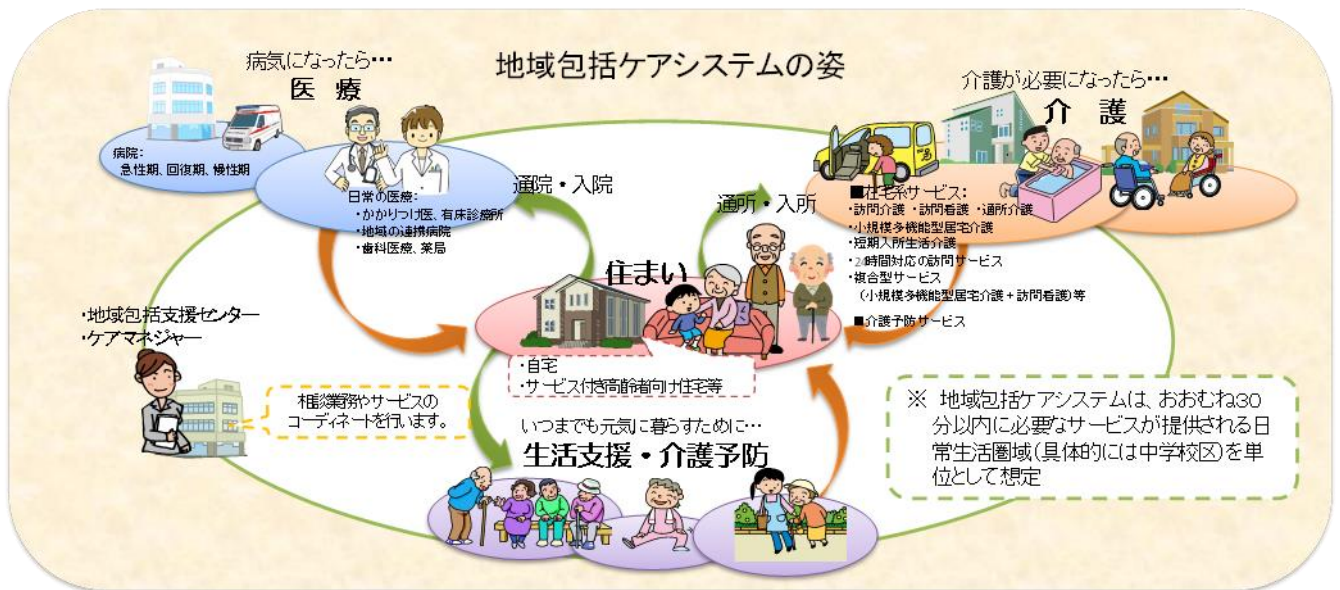 地域包括ケアシステムの姿
病気になったら･･･
医 療
病院:
急性期、回復期、慢性期
日常の医療:
・かかりつけ医、有床診療所
・地域の連携病院
・歯科医療、薬局
通院・入院
通所・入所
介護が必要になったら･･･
介 護
■在宅系サービス:
・訪問介護 ・訪問看護 ・通所介護
・小規模多機能型居宅介護
・短期入所生活介護
・24時間対応の訪問サービス
・複合型サービス
(小規模多機能型居宅介護+訪問看護)等
■介護予防サービス
住まい
・自宅
・サービス付き高齢者向け住宅等
・地域包括支援センター
・ケアマネジャー
相談業務やサービスの
コーディネートを行います。
いつまでも元気に暮らすために･･･
生活支援・介護予防
※ 地域包括ケアシステムは、おおむね30
分以内に必要なサービスが提供される日
常生活圏域(具体的には中学校区)を単
位として想定